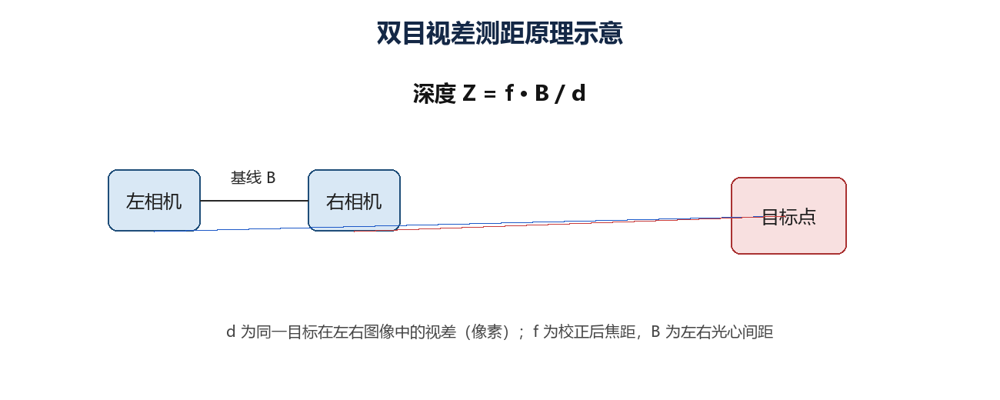 双目视差测距原理示意
深度 Z = f • B / d
基线 B
左相机
右相机
目标点
d 为同一目标在左右图像中的视差（像素）；f 为校正后焦距，B 为左右光心间距